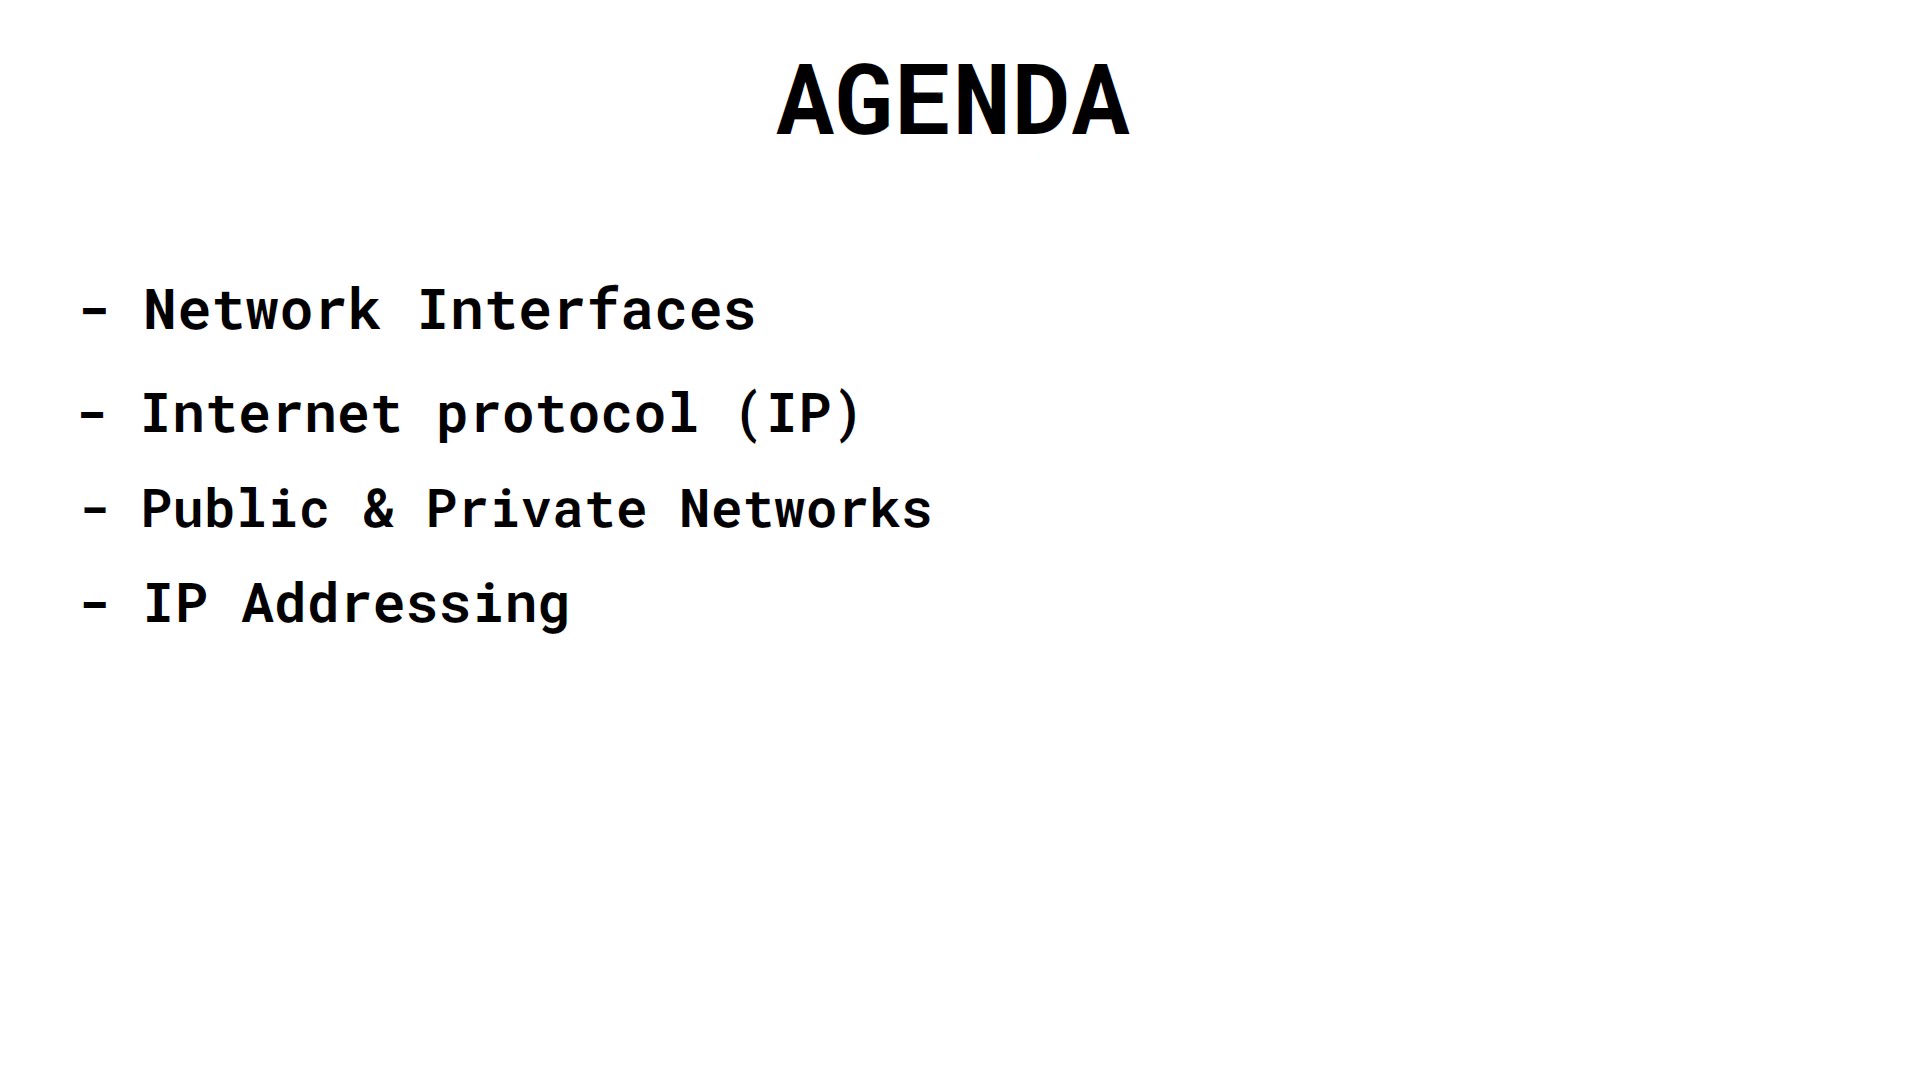 AGENDA
- Network Interfaces
- Internet protocol (IP)
- Public & Private Networks
- IP Addressing